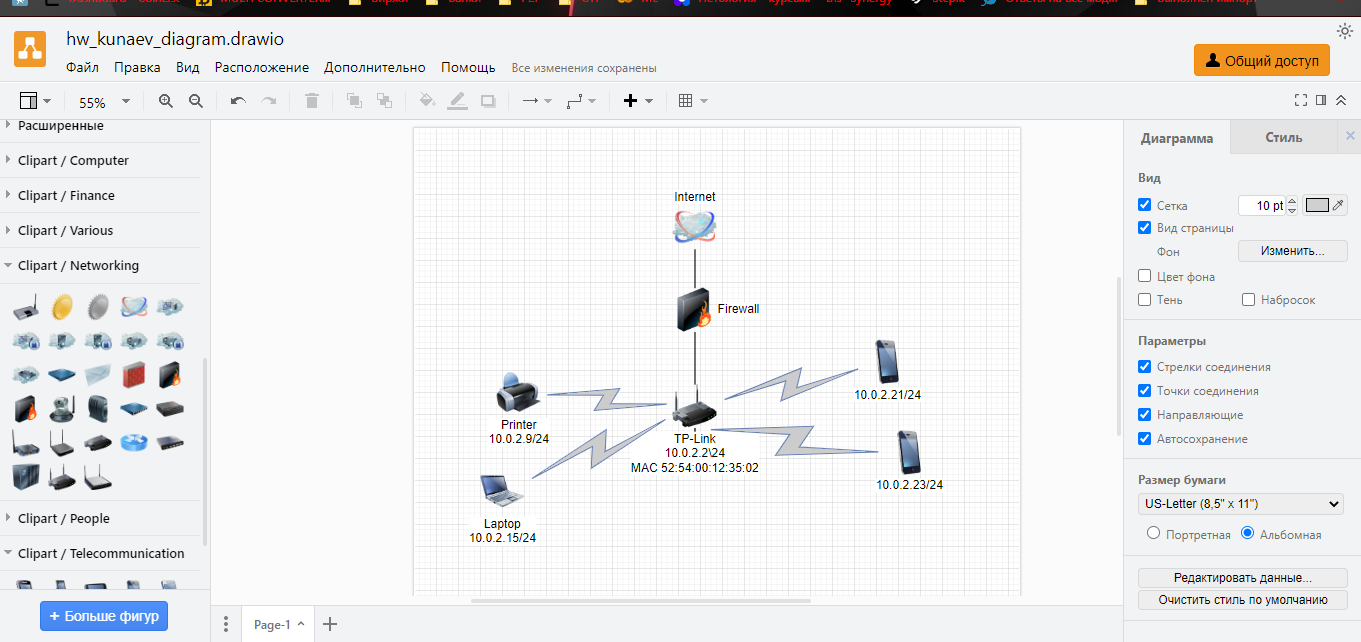 hw_kunaev_diagram.drawio
Файл Правка Вид Расположение Дополнительно Помощь Все изменения сохранены
Общий доступ
55%
Расширенные
Clipart / Computer
Clipart / Finance
Clipart / Various
Clipart / Networking
Clipart / People
Clipart / Telecommunication
+ Больше фигур
Internet
Firewall
Printer
10.0.2.9/24
TP-Link
10.0.2.2\24
MAC 52:54:00:12:35:02
10.0.2.21/24
10.0.2.23/24
Laptop
10.0.2.15/24
Page-1
Диаграмма Стиль
Вид
Сетка 10 pt
Вид страницы
Фон Изменить...
Цвет фона
Тень Набросок
Параметры
Стрелки соединения
Точки соединения
Направляющие
Автосохранение
Размер бумаги
US-Letter (8,5" x 11")
Портретная Альбомная
Редактировать данные...
Очистить стиль по умолчанию